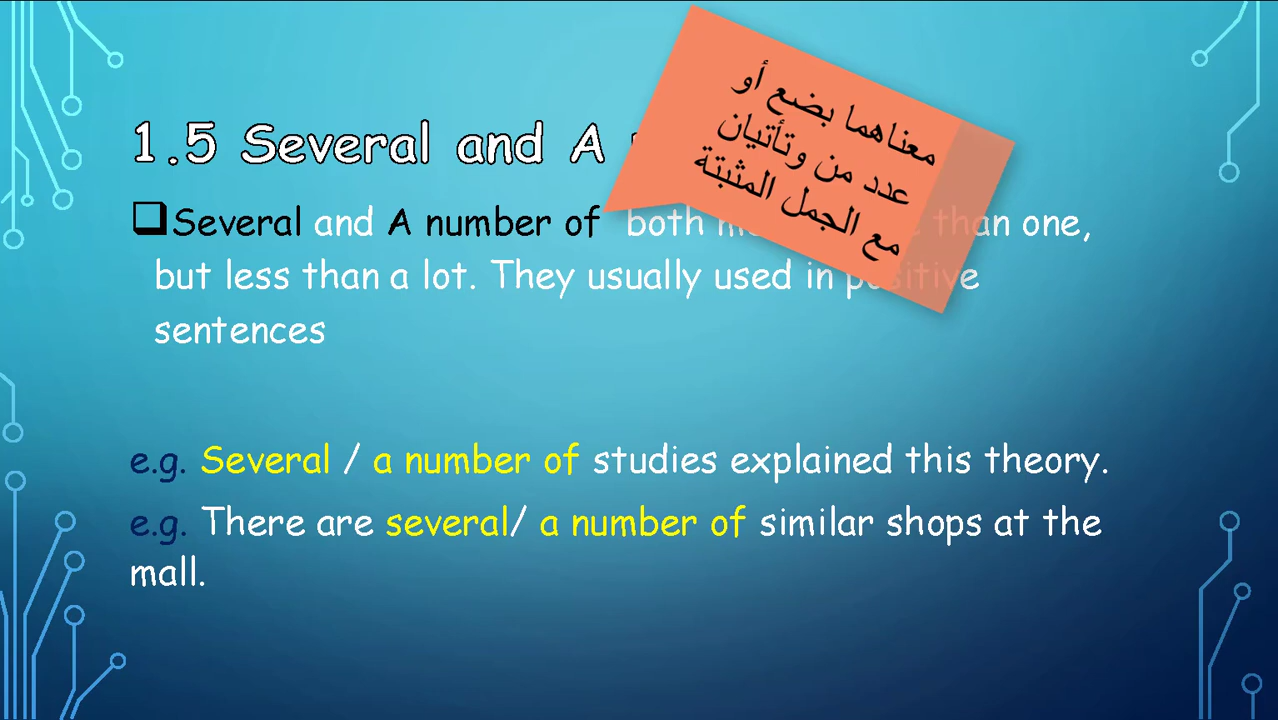 1.5 Several and A
معناهما بضع أو
عدد من وتأتيان
مع الجمل المثبتة
Several and A number of both than one,
but less than a lot. They usually used in positive
sentences
e.g. Several / a number of studies explained this theory.
e.g. There are several/ a number of similar shops at the
mall.